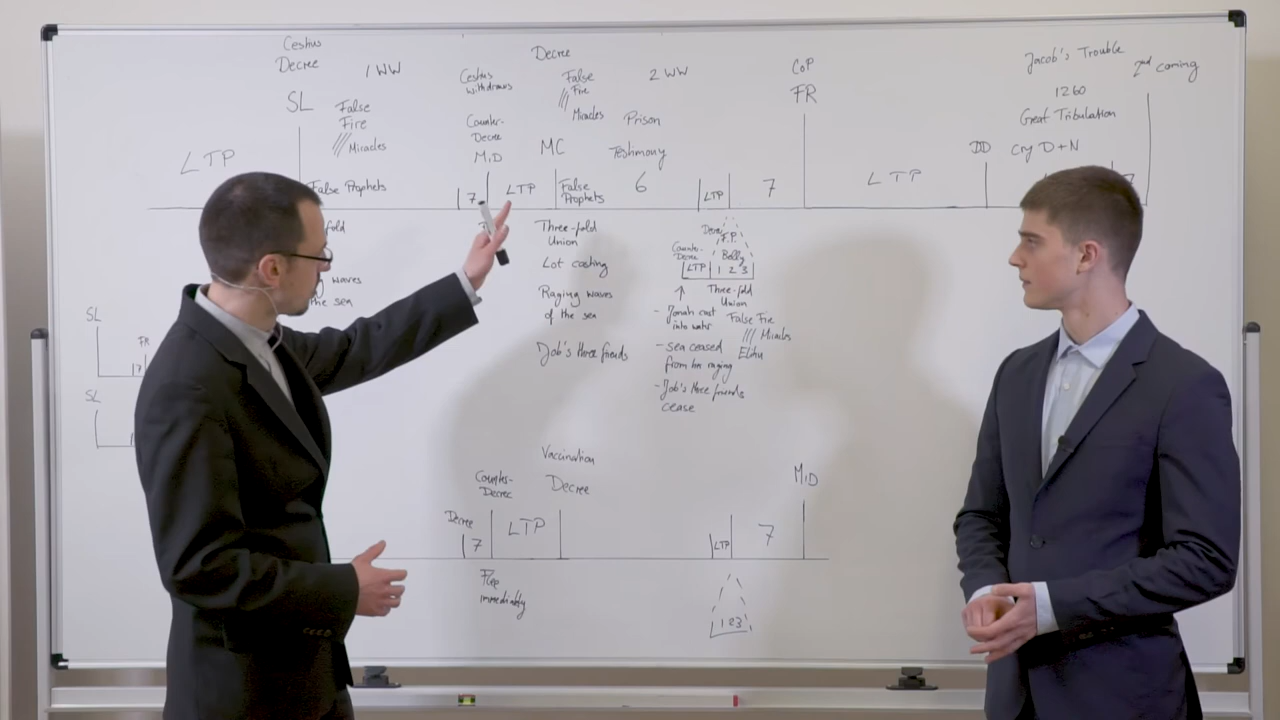 Cestius
Decree
1 WW
SL
False
Fire
Miracles
LTP
False Prophets
Cestius
withdraws
Counter-
Decree
MiD
7
LTP
Decree
False
Fire
Miracles
MC
False
Prophets
2 WW
Prison
Testimony
6
LTP
7
CoP
FR
LTP
DD
Jacob's Trouble
1260
Great Tribulation
Cry D+N
2nd coming
fold
waves
the sea
Three-fold
Union
Lot casting
Raging waves
of the sea
Job's three friends
F.P.
Counter-
Decree
Belly
LTP
1 2 3
Three-fold
Union
- Jonah cast
into water
- sea ceased
from her raging
- Job's three friends
cease
False Fire
Miracles
Elihu
SL
FR
SL
Decree
7
Counter-
Decree
LTP
Vaccination
Decree
Flee
immediately
LTP
7
MiD
1 2 3